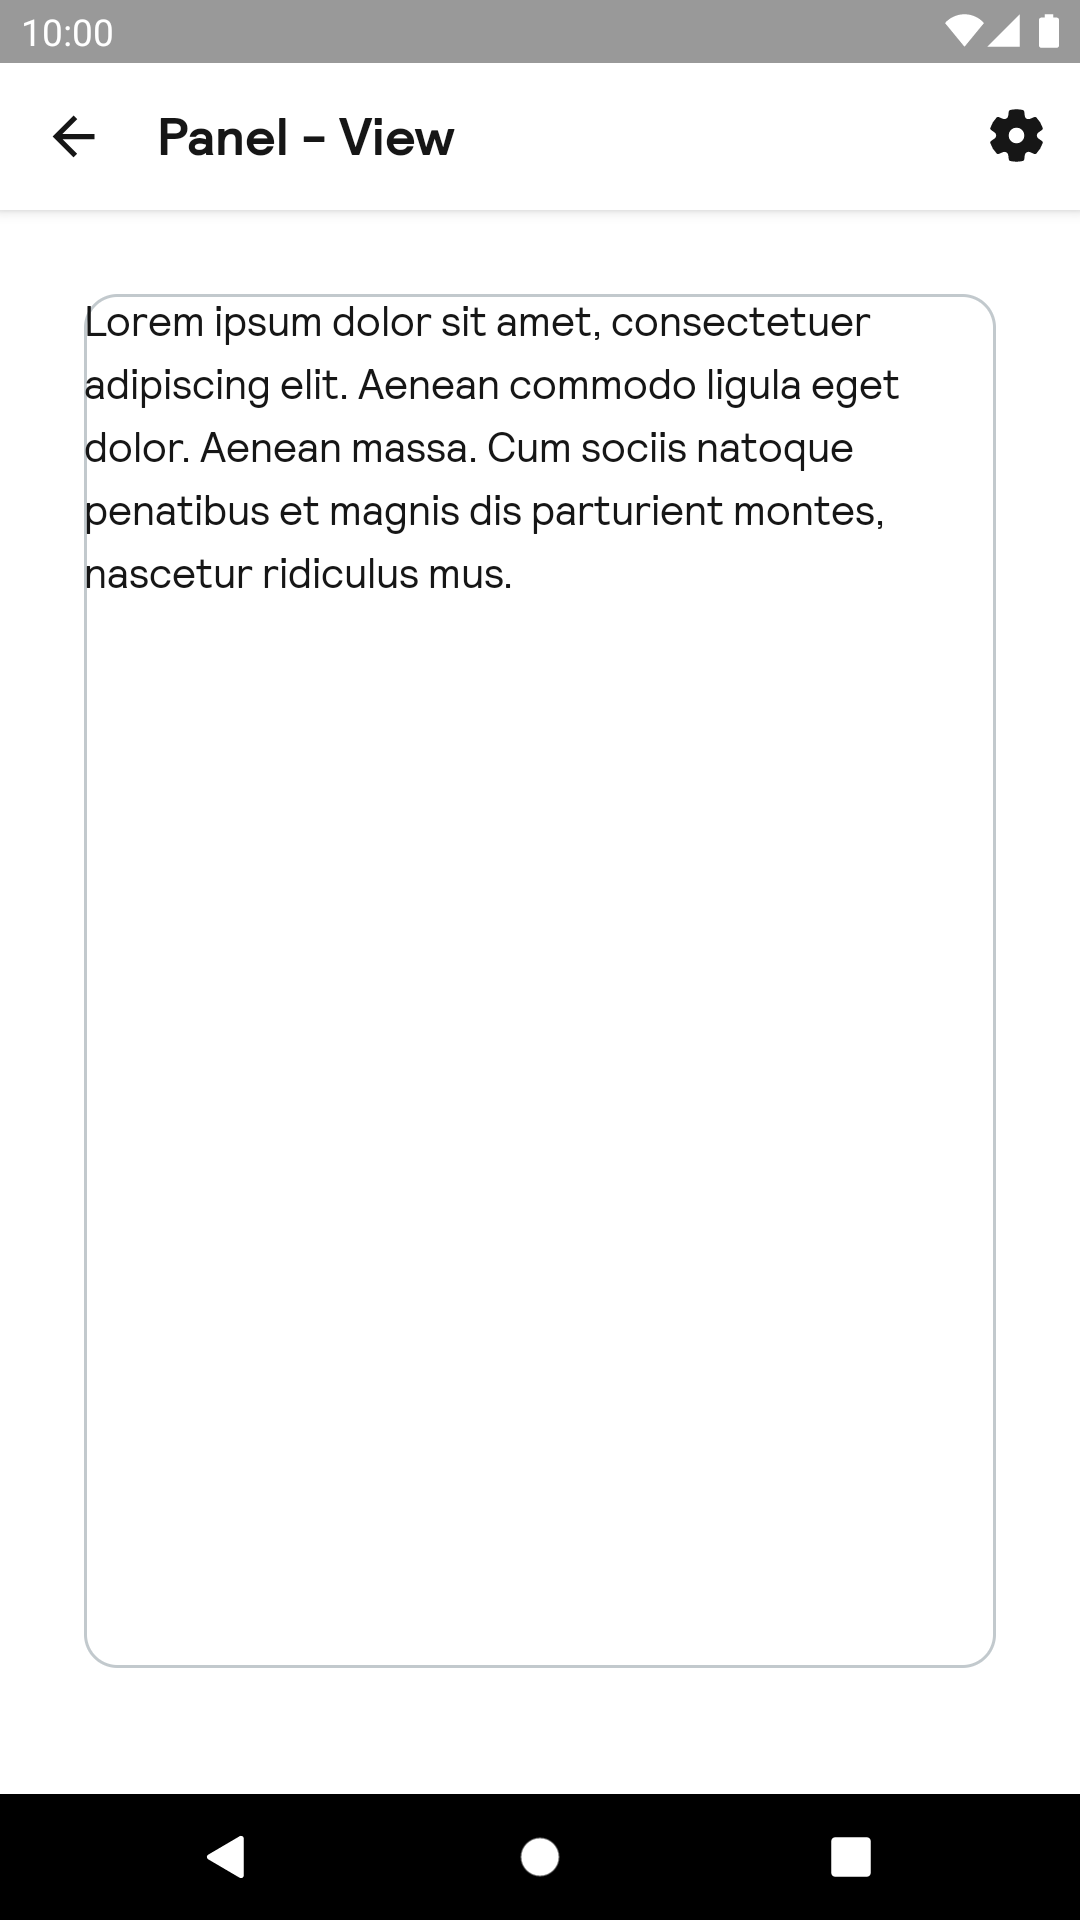 10:00
Panel - View
Lorem ipsum dolor sit amet, consectetuer
adipiscing elit. Aenean commodo ligula eget
dolor. Aenean massa. Cum sociis natoque
penatibus et magnis dis parturient montes,
nascetur ridiculus mus.